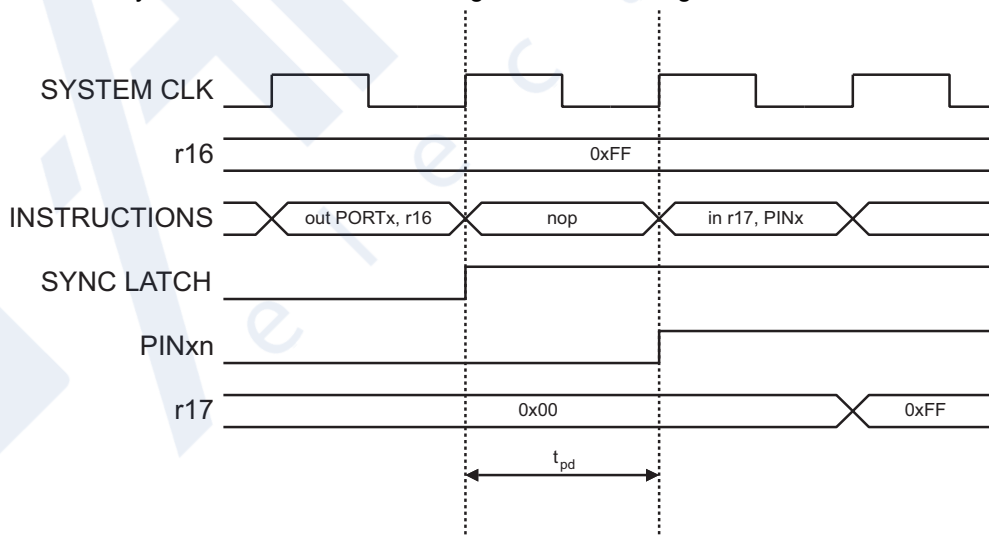 SYSTEM CLK
r16
0xFF
INSTRUCTIONS
out PORTx, r16
nop
in r17, PINx
SYNC LATCH
PINxn
r17
0x00
0xFF
tpd